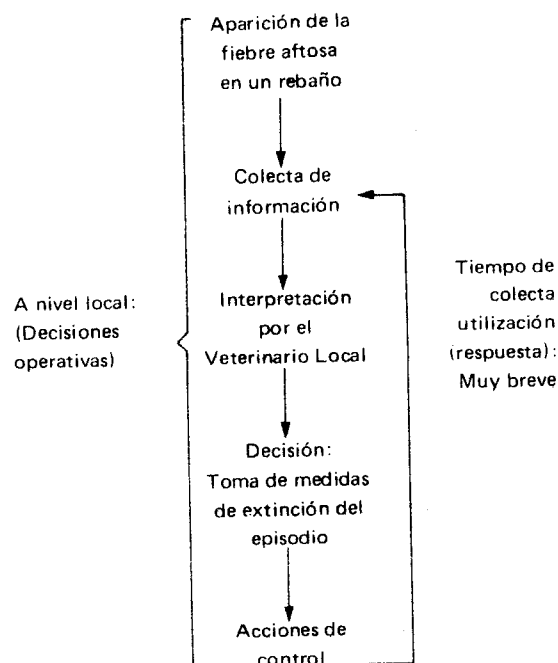 Aparición de la
fiebre aftosa
en un rebaño
Colecta de
información
A nivel local:
(Decisiones
operativas)
Interpretación
por el
Veterinario Local
Tiempo de
colecta
utilización
(respuesta):
Muy breve
Decisión:
Toma de medidas
de extinción del
episodio
Acciones de
control